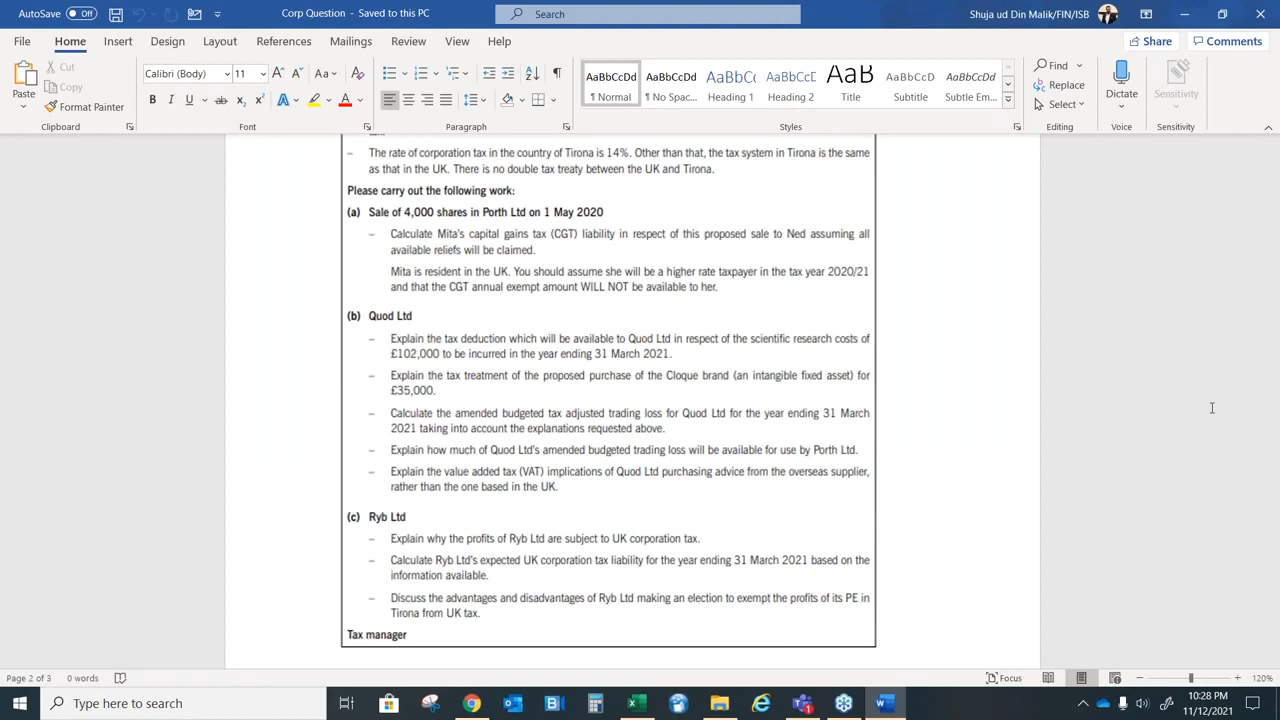 AutoSave Off Corp Question - Saved to this PC Search Shuja ud Din Malik/FIN/ISB
File Home Insert Design Layout References Mailings Review View Help Share Comments
Paste Cut Copy Format Painter
Clipboard
Calibri (Body) 11 A A Aa A
B I U ab x2 x2 A A
Font
Paragraph
AaBbCcDd AaBbCcDd AaBbCc AaBbCcE AaB AaBbCcD AaBbCcDd
¶ Normal ¶ No Spac... Heading 1 Heading 2 Title Subtitle Subtle Em...
Styles
Find
Replace
Select
Editing
Dictate
Voice
Sensitivity
Sensitivity
– The rate of corporation tax in the country of Tirona is 14%. Other than that, the tax system in Tirona is the same
as that in the UK. There is no double tax treaty between the UK and Tirona.
Please carry out the following work:
(a) Sale of 4,000 shares in Porth Ltd on 1 May 2020
– Calculate Mita's capital gains tax (CGT) liability in respect of this proposed sale to Ned assuming all
available reliefs will be claimed.
Mita is resident in the UK. You should assume she will be a higher rate taxpayer in the tax year 2020/21
and that the CGT annual exempt amount WILL NOT be available to her.
(b) Quod Ltd
– Explain the tax deduction which will be available to Quod Ltd in respect of the scientific research costs of
£102,000 to be incurred in the year ending 31 March 2021.
– Explain the tax treatment of the proposed purchase of the Cloque brand (an intangible fixed asset) for
£35,000.
– Calculate the amended budgeted tax adjusted trading loss for Quod Ltd for the year ending 31 March
2021 taking into account the explanations requested above.
– Explain how much of Quod Ltd's amended budgeted trading loss will be available for use by Porth Ltd.
– Explain the value added tax (VAT) implications of Quod Ltd purchasing advice from the overseas supplier,
rather than the one based in the UK.
(c) Ryb Ltd
– Explain why the profits of Ryb Ltd are subject to UK corporation tax.
– Calculate Ryb Ltd's expected UK corporation tax liability for the year ending 31 March 2021 based on the
information available.
– Discuss the advantages and disadvantages of Ryb Ltd making an election to exempt the profits of its PE in
Tirona from UK tax.
Tax manager
Page 2 of 3 0 words Focus 120%
Type here to search 10:28 PM
11/12/2021